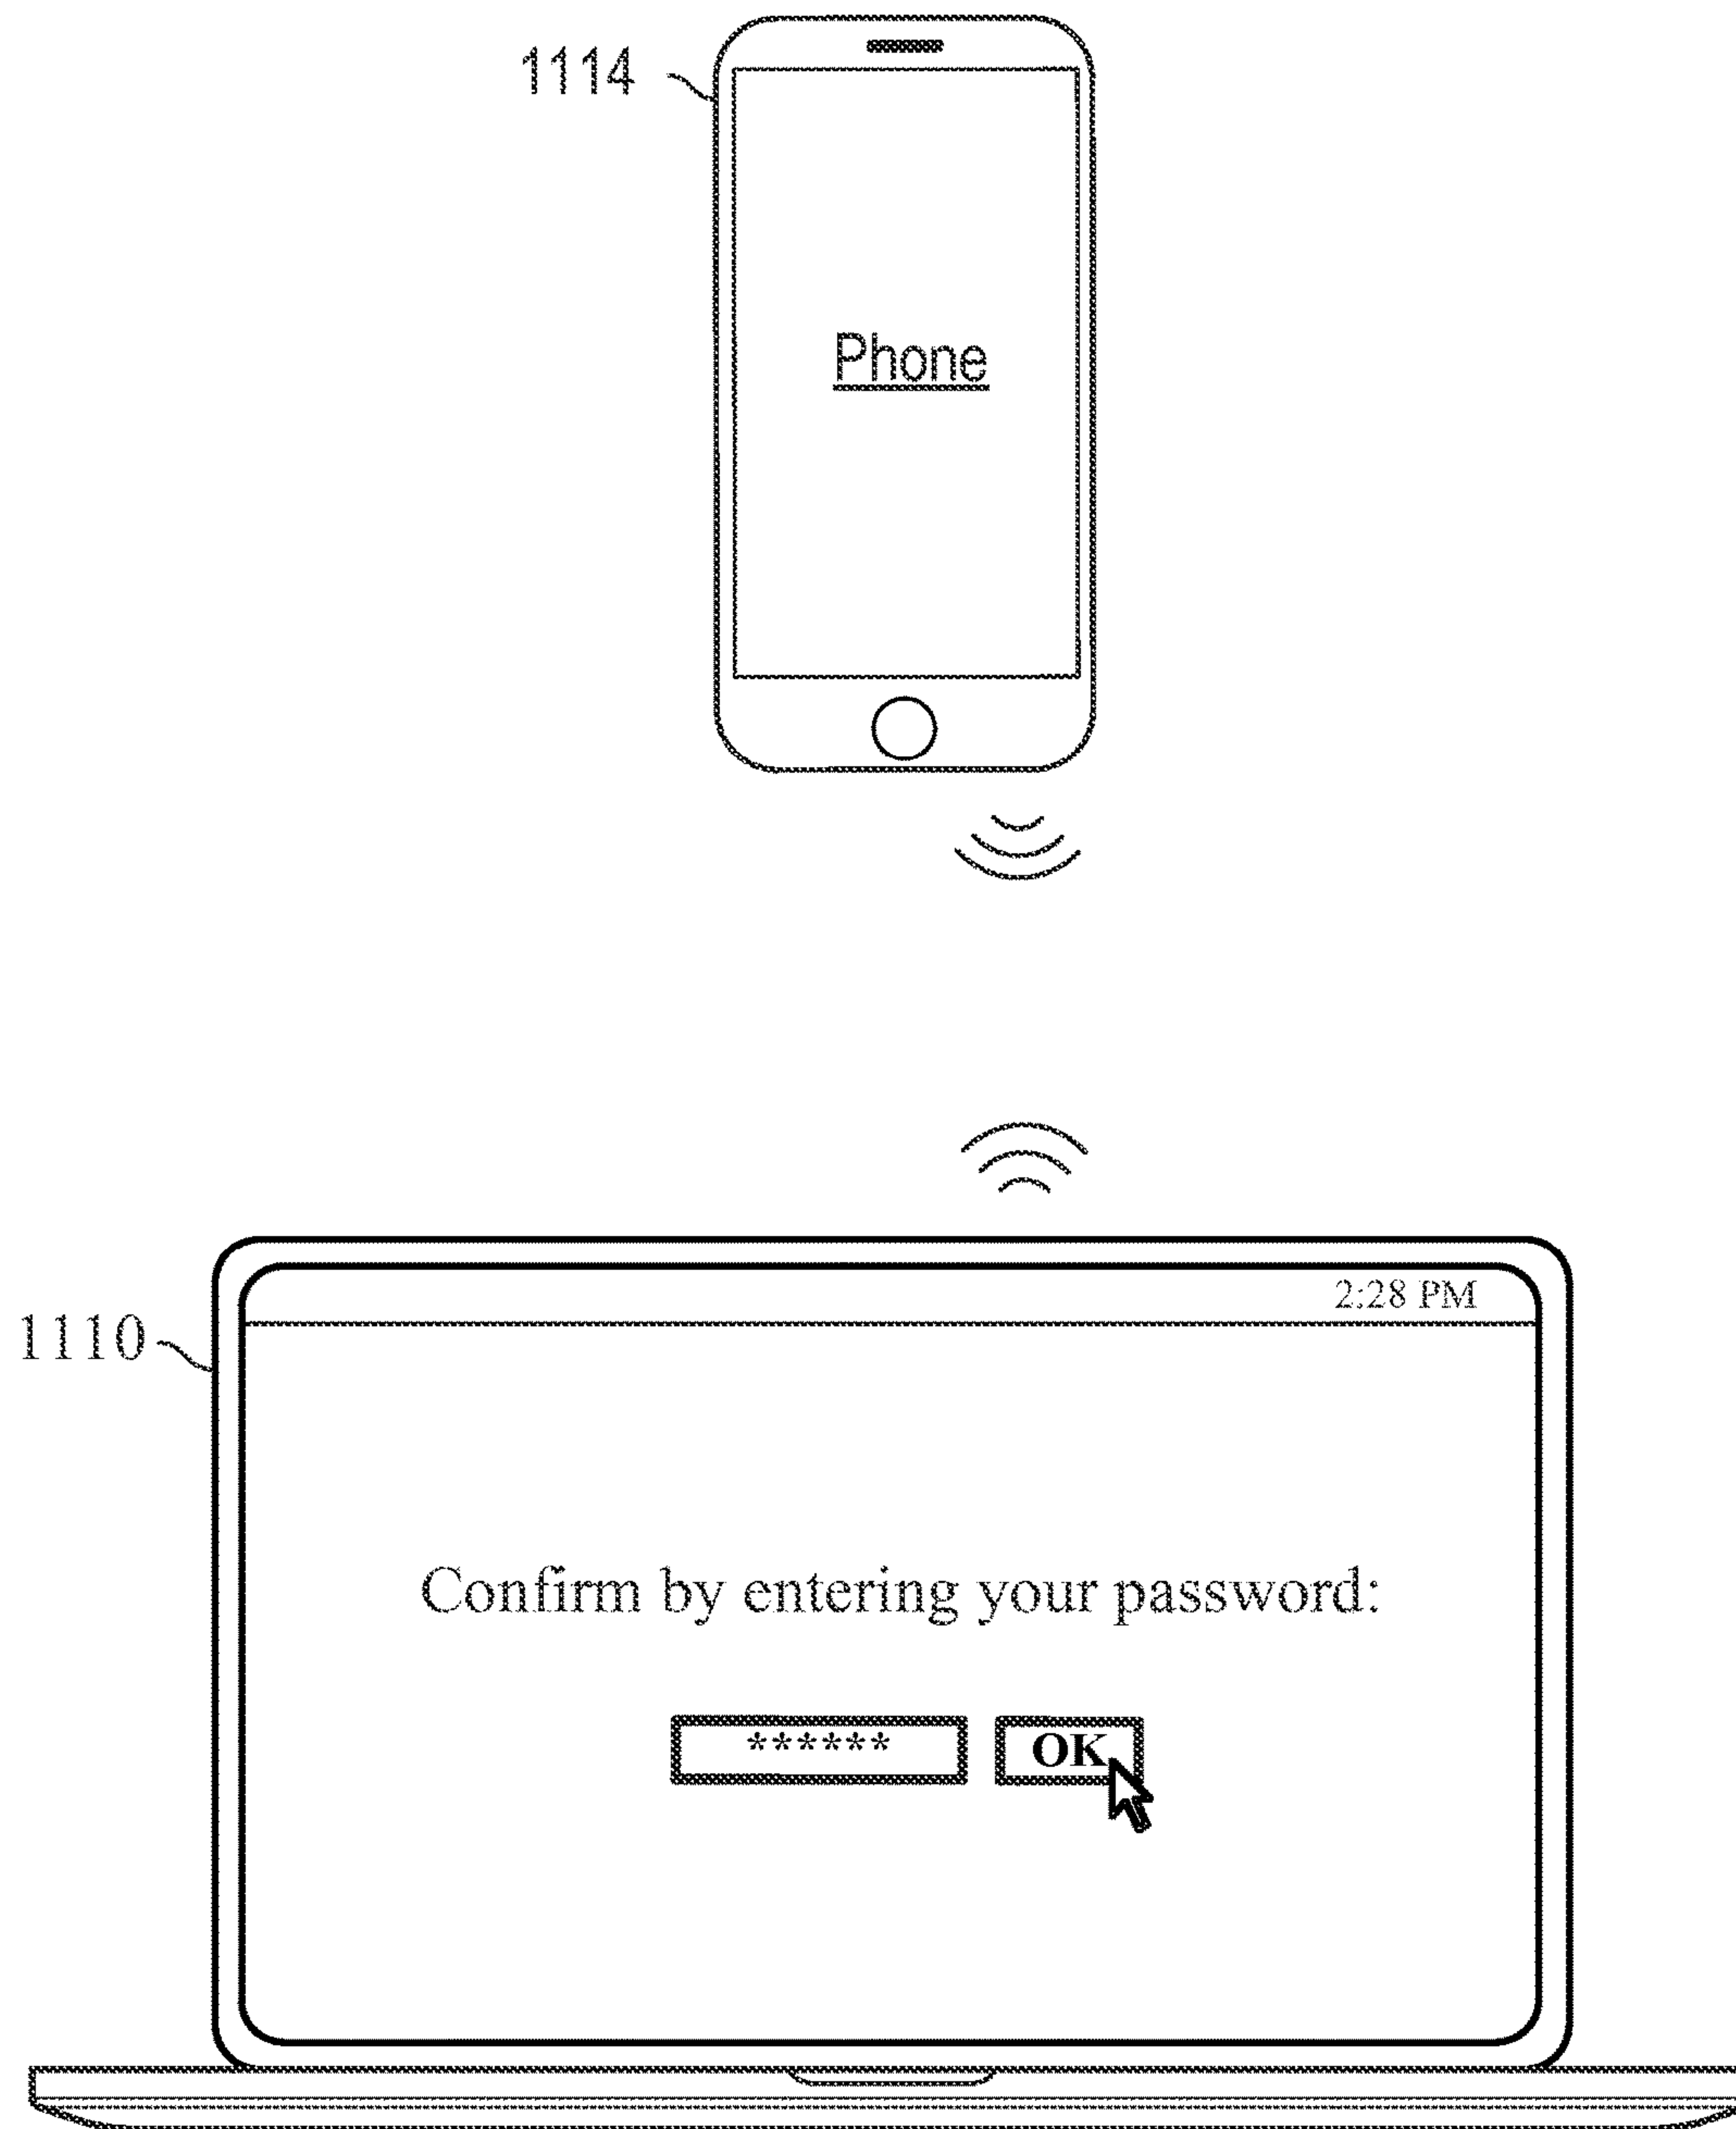 1114
Phone
2:28 PM
1110
Confirm by entering your password:
****** OK